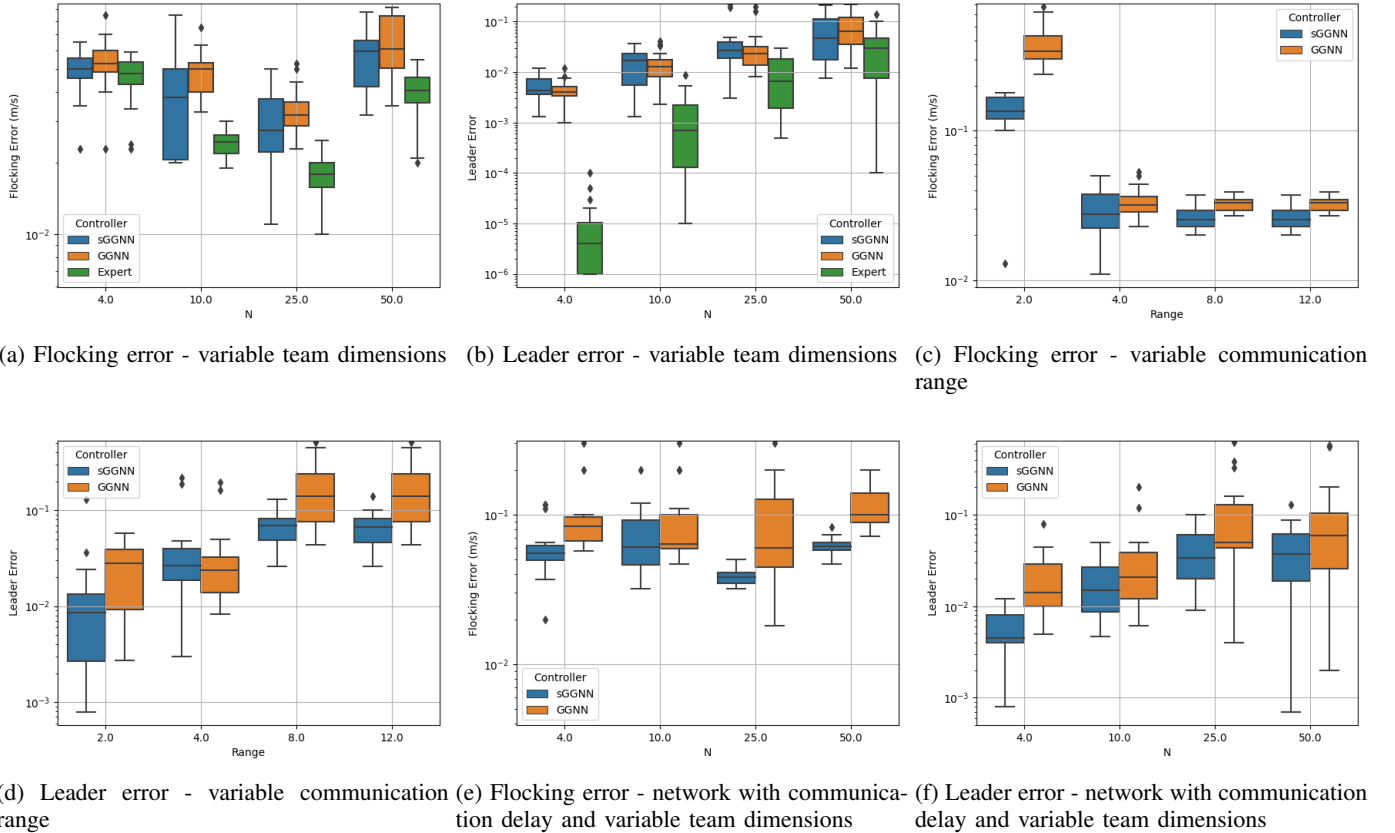 Flocking Error (m/s)
10⁻²
Controller
sGGNN
GGNN
Expert
4.0 10.0 25.0 50.0
N
Leader Error
10⁻¹
10⁻²
10⁻³
10⁻⁴
10⁻⁵
10⁻⁶
Controller
sGGNN
GGNN
Expert
4.0 10.0 25.0 50.0
N
Flocking Error (m/s)
10⁻¹
10⁻²
Controller
sGGNN
GGNN
2.0 4.0 8.0 12.0
Range
(a) Flocking error - variable team dimensions
(b) Leader error - variable team dimensions
(c) Flocking error - variable communication
range
Leader Error
10⁻¹
10⁻²
10⁻³
Controller
sGGNN
GGNN
2.0 4.0 8.0 12.0
Range
Flocking Error (m/s)
10⁻¹
10⁻²
Controller
sGGNN
GGNN
4.0 10.0 25.0 50.0
N
Leader Error
10⁻¹
10⁻²
10⁻³
Controller
sGGNN
GGNN
4.0 10.0 25.0 50.0
N
(d) Leader error - variable communication
range
(e) Flocking error - network with communica-
tion delay and variable team dimensions
(f) Leader error - network with communication
delay and variable team dimensions